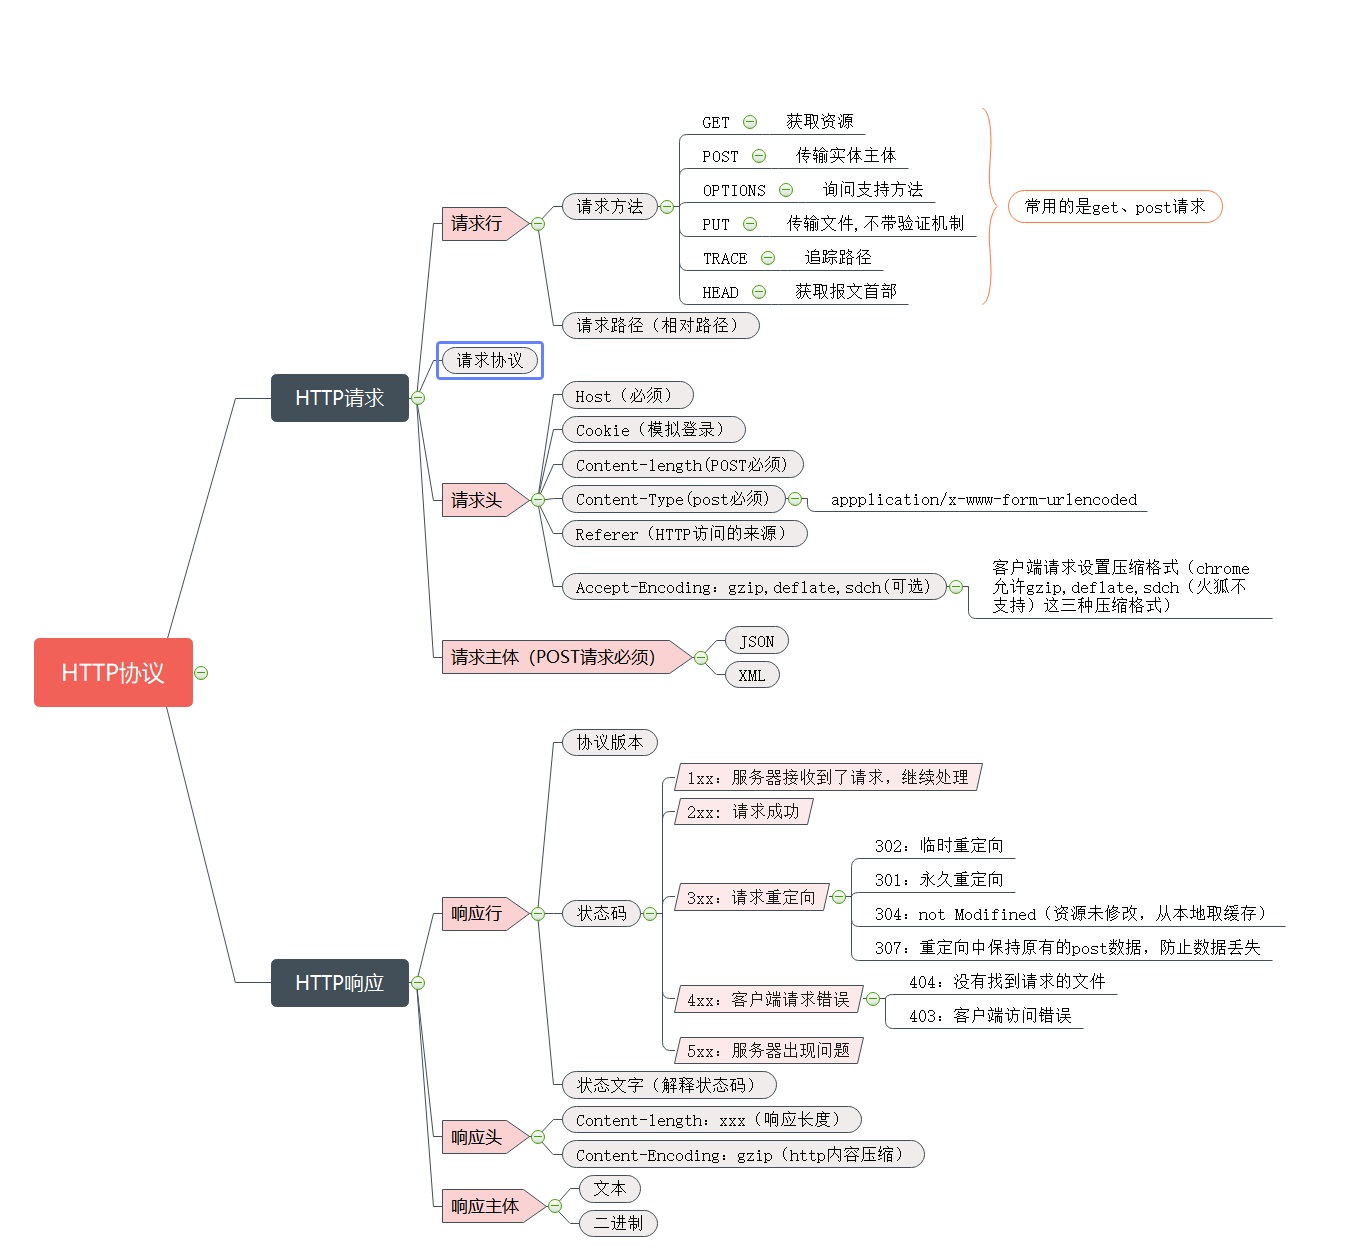 HTTP协议
HTTP请求
请求行
请求方法
GET 获取资源
POST 传输实体主体
OPTIONS 询问支持方法
PUT 传输文件,不带验证机制
TRACE 追踪路径
HEAD 获取报文首部
常用的是get、post请求
请求路径（相对路径）
请求协议
请求头
Host（必须）
Cookie（模拟登录）
Content-length(POST必须)
Content-Type(post必须)
appplication/x-www-form-urlencoded
Referer（HTTP访问的来源）
Accept-Encoding：gzip,deflate,sdch(可选)
客户端请求设置压缩格式（chrome
允许gzip,deflate,sdch（火狐不
支持）这三种压缩格式）
请求主体（POST请求必须）
JSON
XML
HTTP响应
响应行
协议版本
状态码
1xx：服务器接收到了请求，继续处理
2xx: 请求成功
3xx：请求重定向
302：临时重定向
301：永久重定向
304：not Modifined（资源未修改，从本地取缓存）
307：重定向中保持原有的post数据，防止数据丢失
4xx：客户端请求错误
404：没有找到请求的文件
403：客户端访问错误
5xx：服务器出现问题
状态文字（解释状态码）
响应头
Content-length：xxx（响应长度）
Content-Encoding：gzip（http内容压缩）
响应主体
文本
二进制